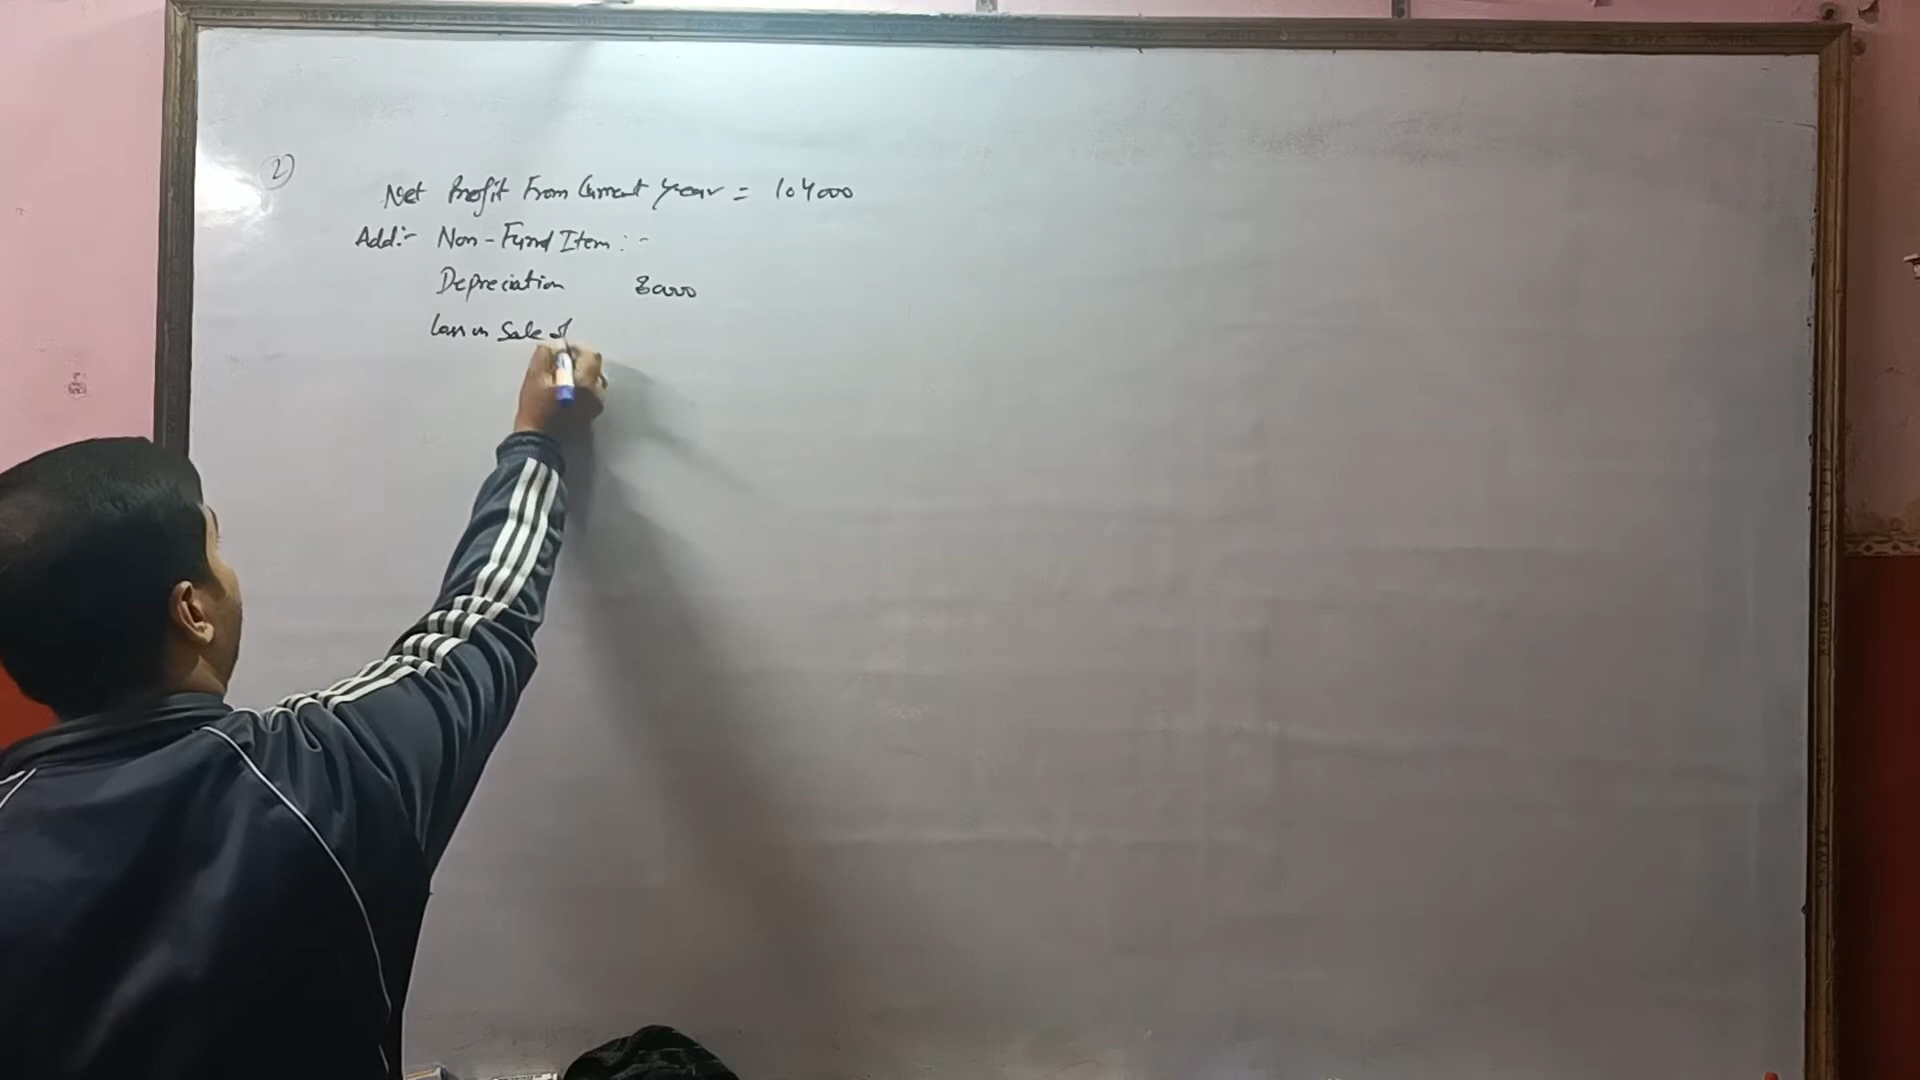 2)
Net Profit From Current year = 104000
Add:- Non-Fund Item :-
Depreciation 8000
Loss on Sale of